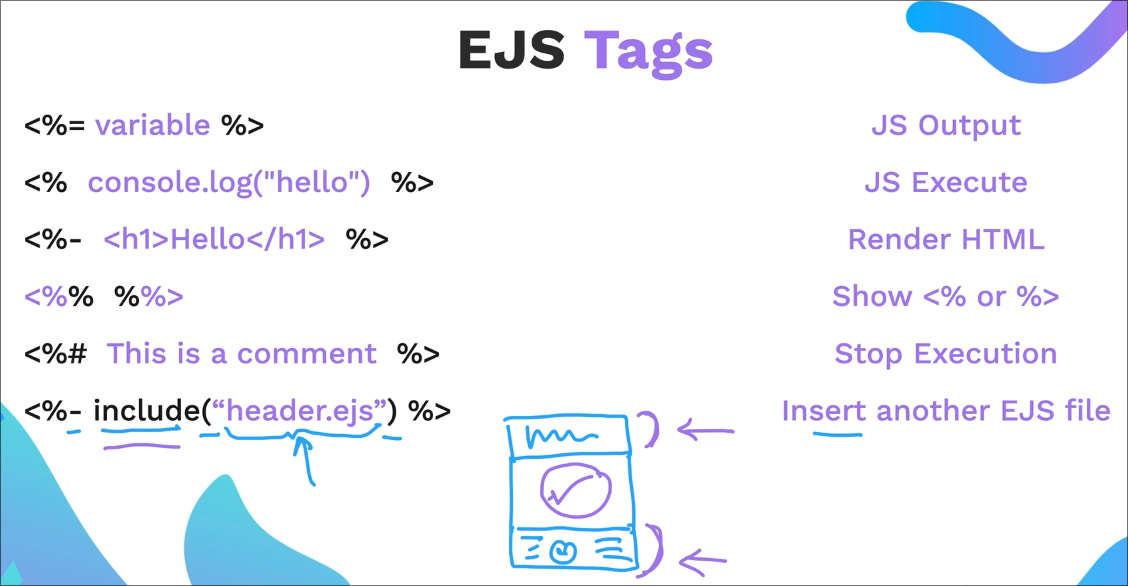 EJS Tags
<%= variable %> JS Output
<% console.log("hello") %> JS Execute
<%- <h1>Hello</h1> %> Render HTML
<%% %%> Show <% or %>
<%# This is a comment %> Stop Execution
<%- include(“header.ejs”) %> Insert another EJS file